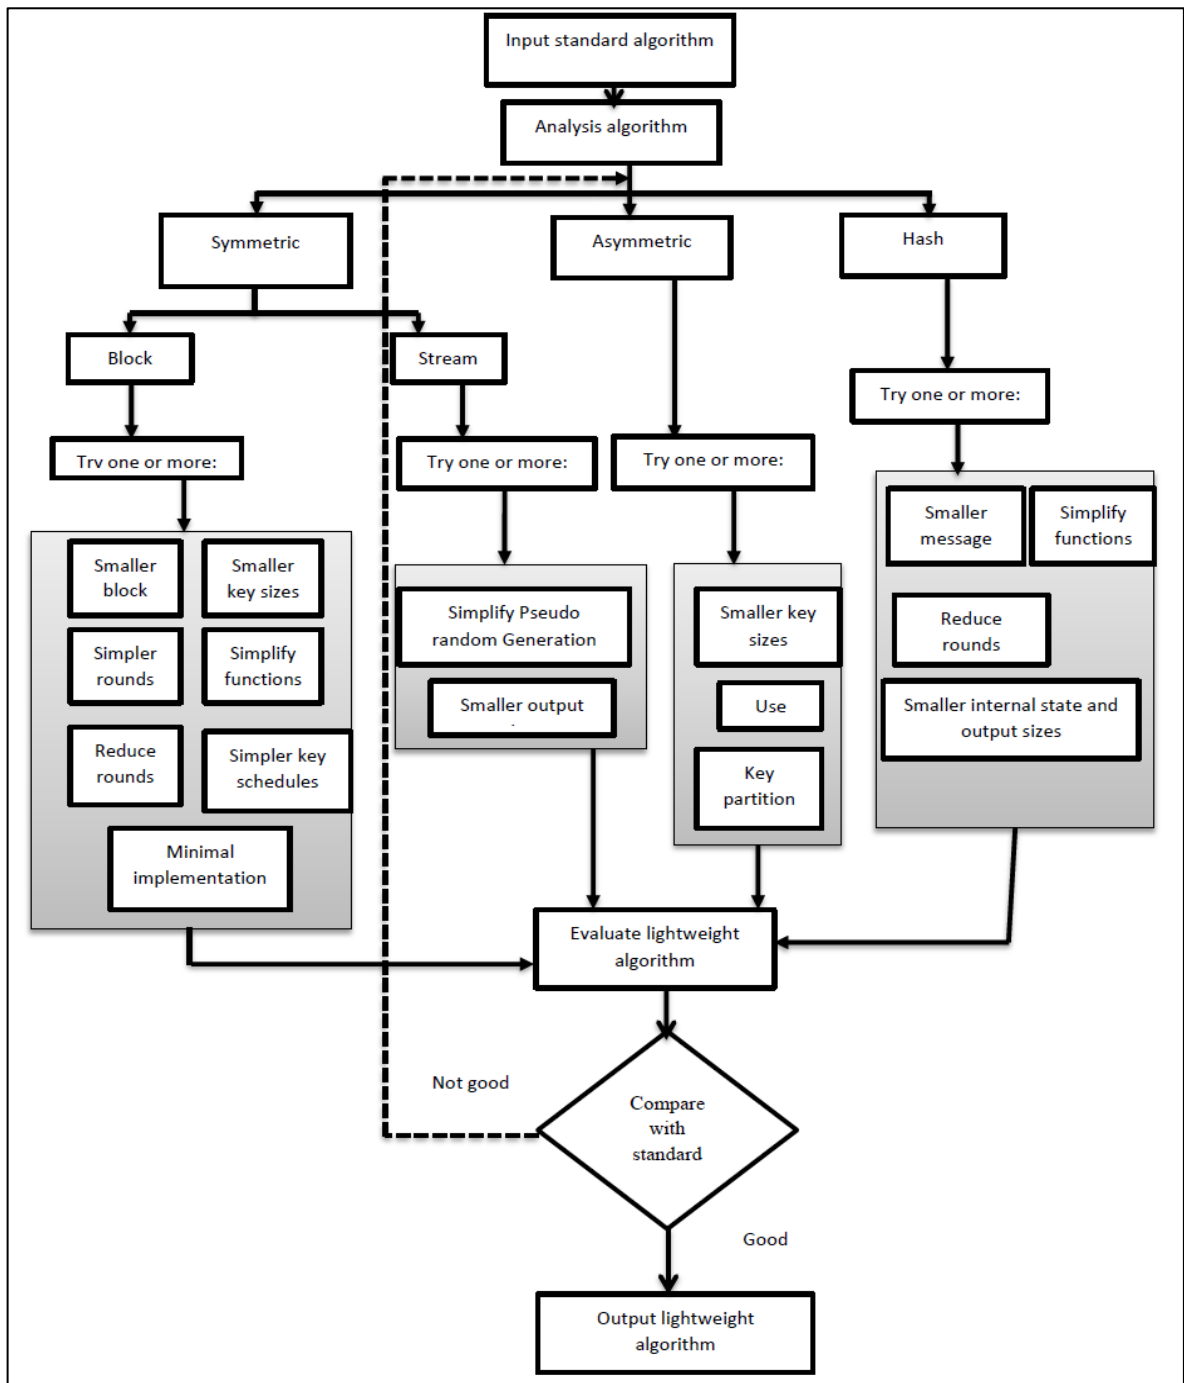 Input standard algorithm
Analysis algorithm
Symmetric
Asymmetric
Hash
Block
Stream
Try one or more:
Trv one or more:
Try one or more:
Try one or more:
Smaller
block
Smaller
key sizes
Simpler
rounds
Simplify
functions
Reduce
rounds
Simpler key
schedules
Minimal
implementation
Simplify Pseudo
random Generation
Smaller output
Smaller key
sizes
Use
Key
partition
Smaller
message
Simplify
functions
Reduce
rounds
Smaller internal state and
output sizes
Evaluate lightweight
algorithm
Not good
Compare
with
standard
Good
Output lightweight
algorithm